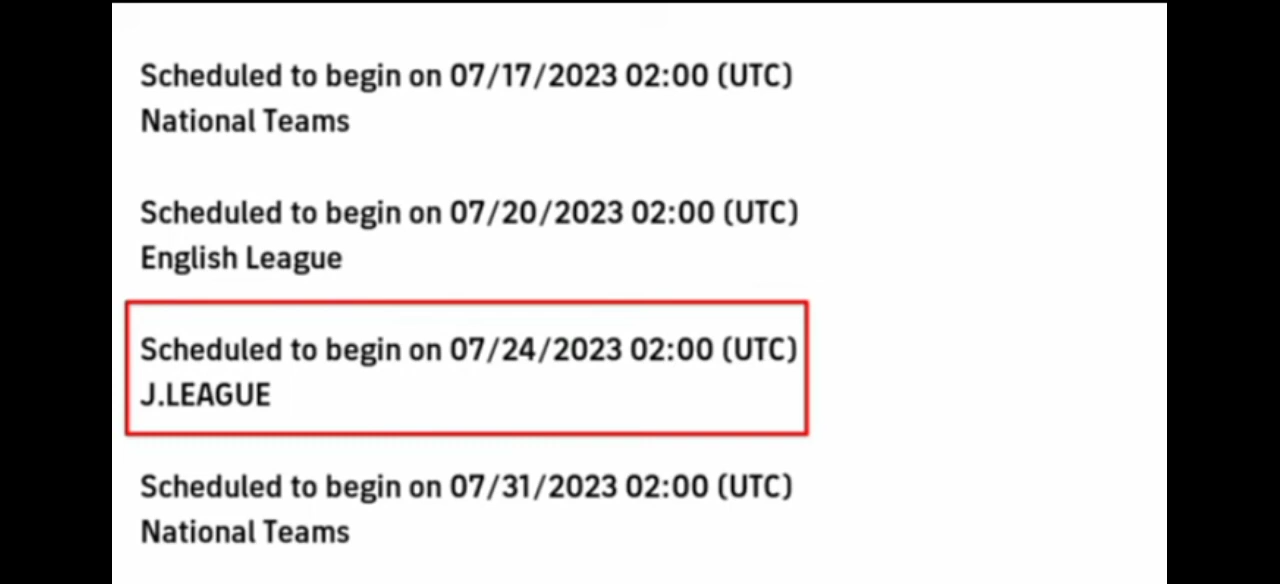 Scheduled to begin on 07/17/2023 02:00 (UTC)
National Teams
Scheduled to begin on 07/20/2023 02:00 (UTC)
English League
Scheduled to begin on 07/24/2023 02:00 (UTC)
J.LEAGUE
Scheduled to begin on 07/31/2023 02:00 (UTC)
National Teams